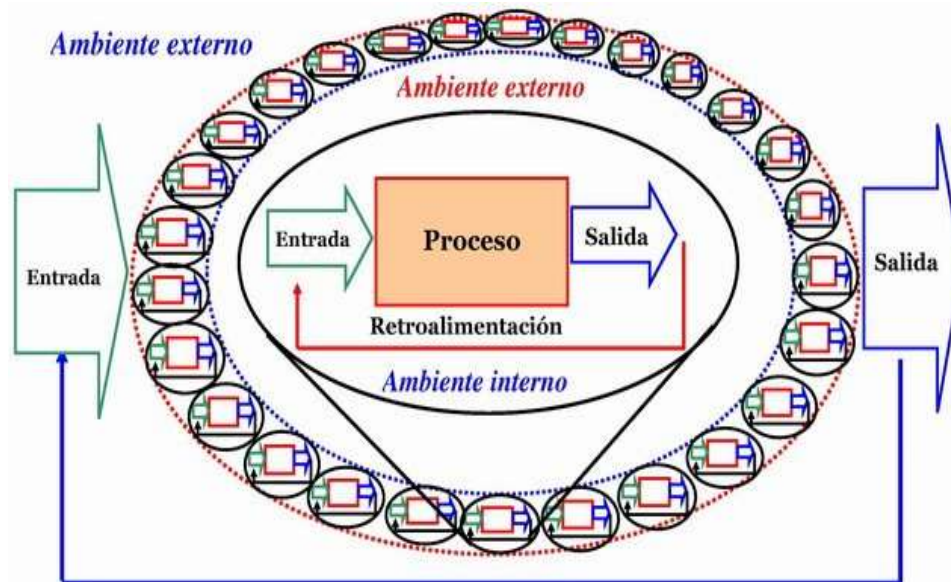 Ambiente externo
Ambiente externo
Entrada
Entrada
Proceso
Salida
Salida
Retroalimentación
Ambiente interno